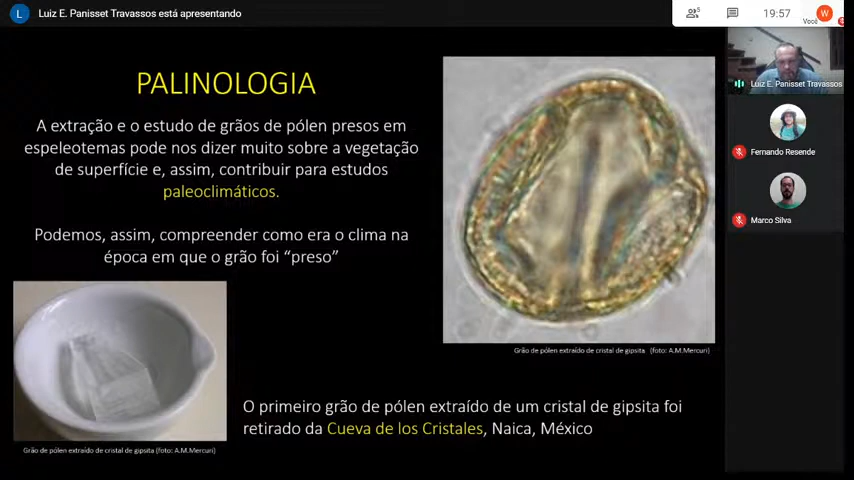 L Luiz E. Panisset Travassos está apresentando
5
19:57
W
Você
PALINOLOGIA
A extração e o estudo de grãos de pólen presos em
espeleotemas pode nos dizer muito sobre a vegetação
de superfície e, assim, contribuir para estudos
paleoclimáticos.
Podemos, assim, compreender como era o clima na
época em que o grão foi “preso”
Grão de pólen extraído de cristal de gipsita (foto: A.M.Mercuri)
O primeiro grão de pólen extraído de um cristal de gipsita foi
retirado da Cueva de los Cristales, Naica, México
Grão de pólen extraído de cristal de gipsita (foto: A.M.Mercuri)
Luiz E. Panisset Travassos
Fernando Resende
Marco Silva